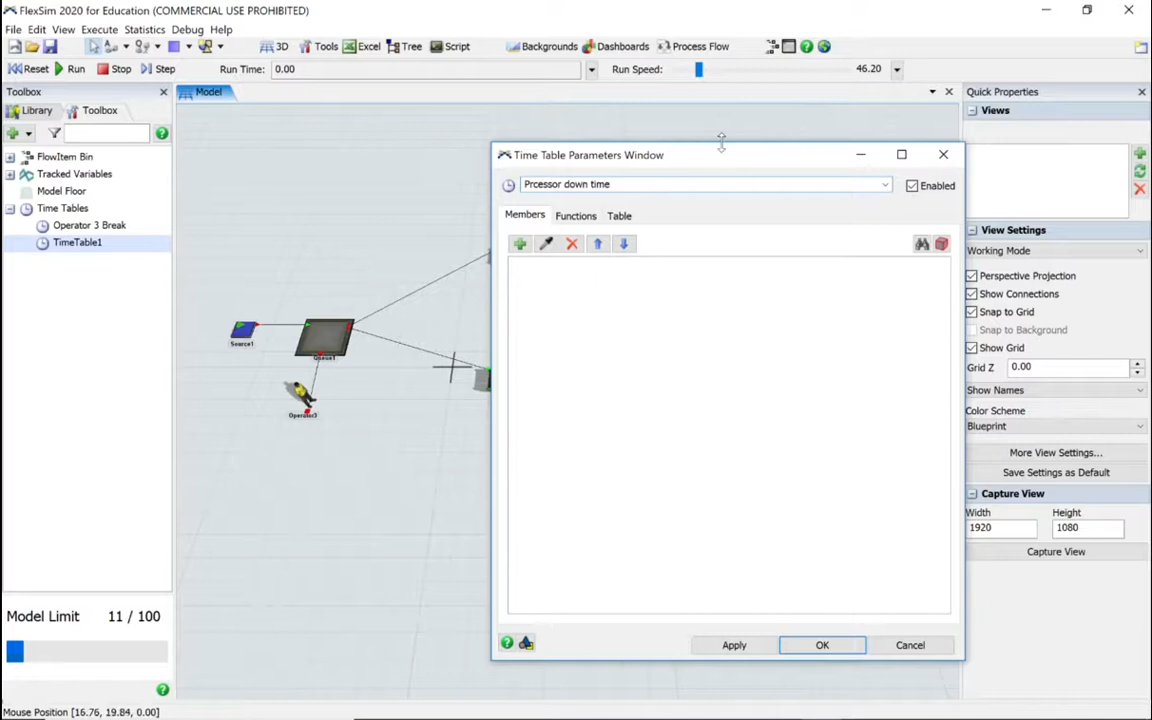 FlexSim 2020 for Education (COMMERCIAL USE PROHIBITED)
File Edit View Execute Statistics Debug Help
3D Tools Excel Tree Script Backgrounds Dashboards Process Flow
Reset Run Stop Step Run Time: 0.00 Run Speed: 46.20
Toolbox
Library Toolbox
FlowItem Bin
Tracked Variables
Model Floor
Time Tables
Operator 3 Break
TimeTable1
Model Limit 11 / 100
Mouse Position [16.76, 19.84, 0.00]
Model
Source1
Queue1
Operator3
Time Table Parameters Window
Prcessor down time
Enabled
Members Functions Table
Apply OK Cancel
Quick Properties
Views
View Settings
Working Mode
Perspective Projection
Show Connections
Snap to Grid
Snap to Background
Show Grid
Grid Z 0.00
Show Names
Color Scheme
Blueprint
More View Settings...
Save Settings as Default
Capture View
Width Height
1920 1080
Capture View